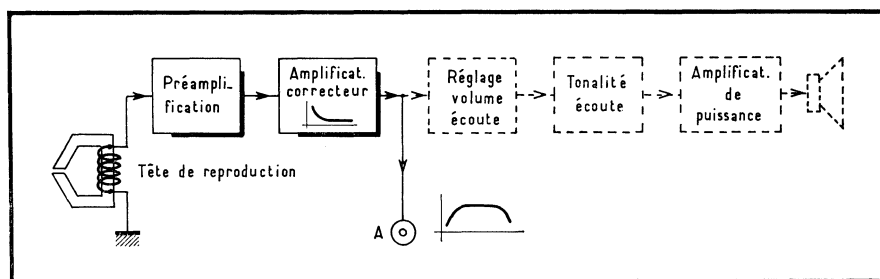 Préampli_
fication
Amplificat.
correcteur
Réglage
volume
écoute
Tonalité
écoute
Amplificat.
de
puissance
Tête de reproduction
A